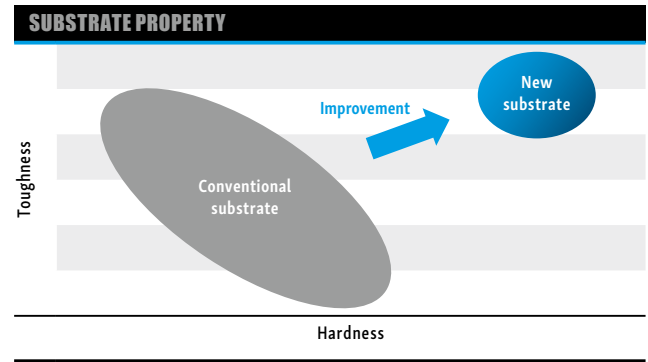 SUBSTRATE PROPERTY
New
substrate
Improvement
Conventional
substrate
Toughness
Hardness